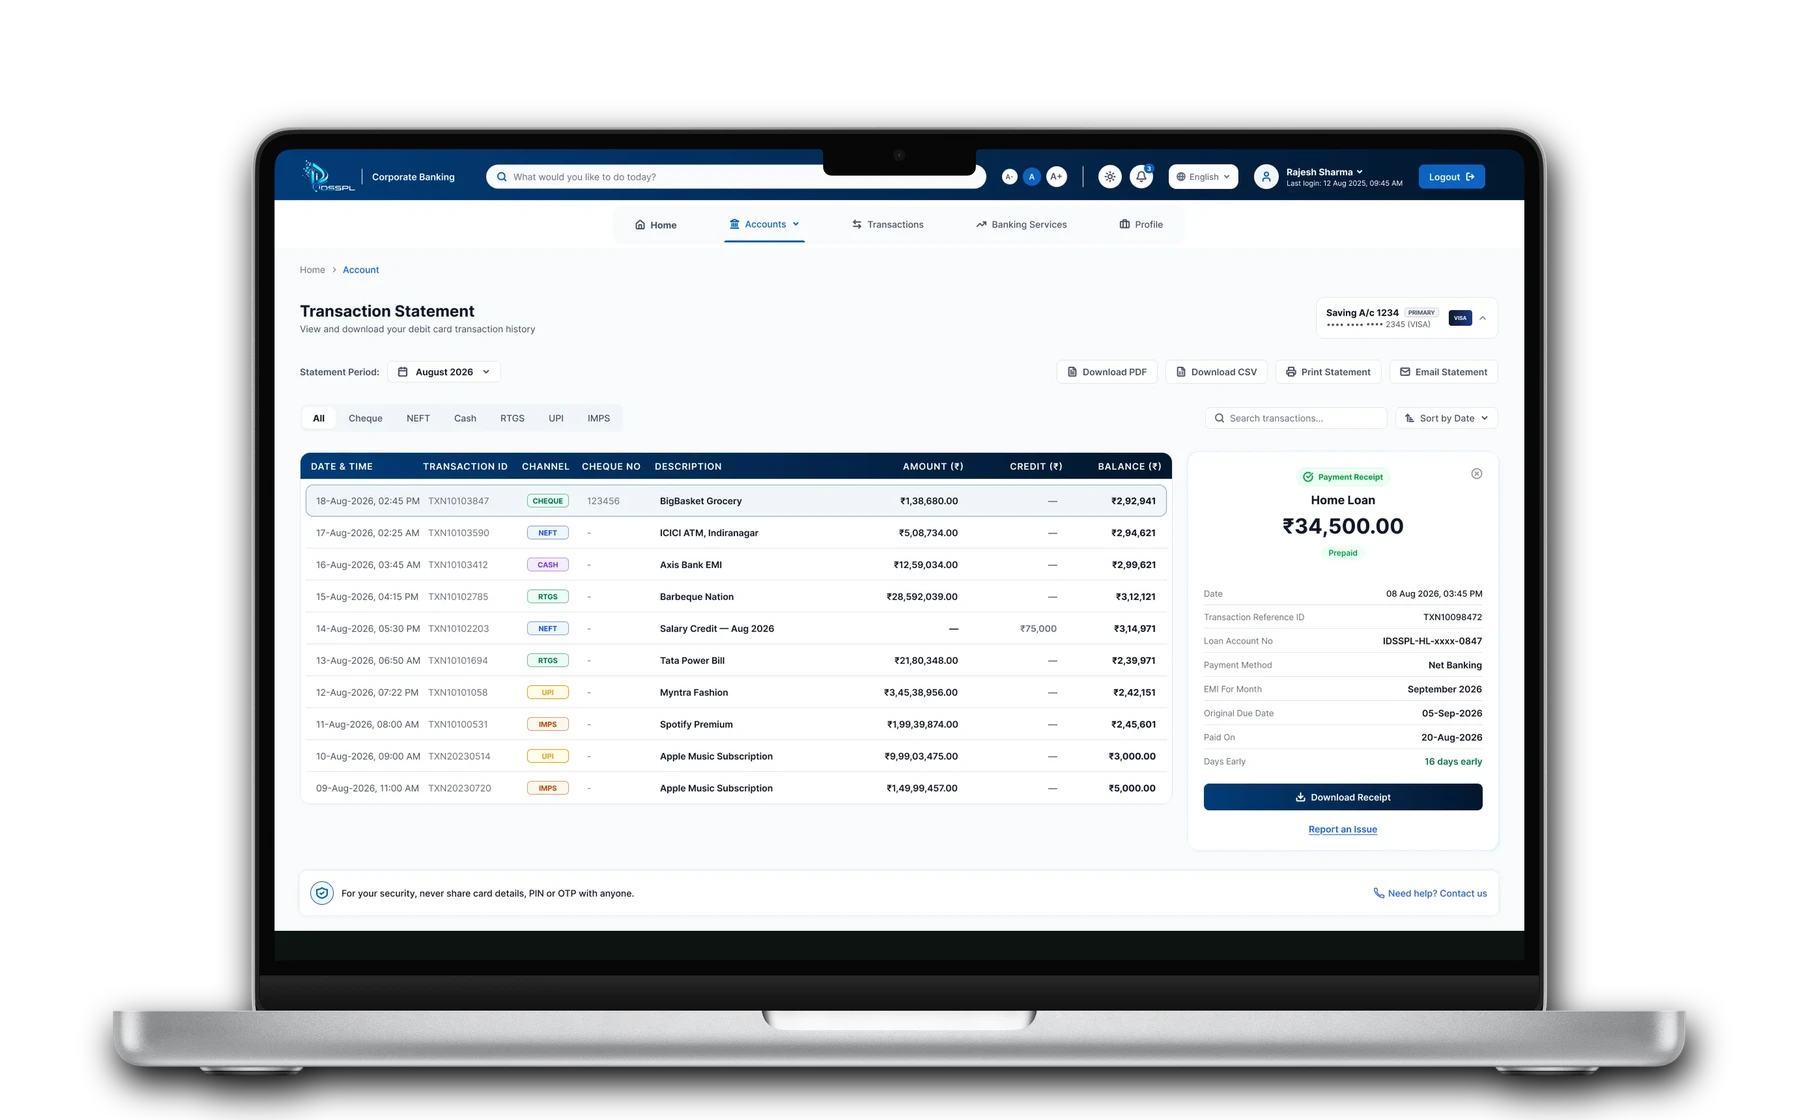 IDSSPL
Corporate Banking
What would you like to do today?
A-
A
A+
3
English
Rajesh Sharma
Last login: 12 Aug 2025, 09:45 AM
Logout
Home
Accounts
Transactions
Banking Services
Profile
Home > Account
Transaction Statement
View and download your debit card transaction history
Saving A/c 1234 PRIMARY
•••• •••• •••• 2345 (VISA)
VISA
Statement Period: August 2026
Download PDF
Download CSV
Print Statement
Email Statement
All Cheque NEFT Cash RTGS UPI IMPS
Search transactions...
Sort by Date
DATE & TIME TRANSACTION ID CHANNEL CHEQUE NO DESCRIPTION AMOUNT (₹) CREDIT (₹) BALANCE (₹)
18-Aug-2026, 02:45 PM TXN10103847 CHEQUE 123456 BigBasket Grocery ₹1,38,680.00 — ₹2,92,941
17-Aug-2026, 02:25 AM TXN10103590 NEFT - ICICI ATM, Indiranagar ₹5,08,734.00 — ₹2,94,621
16-Aug-2026, 03:45 AM TXN10103412 CASH - Axis Bank EMI ₹12,59,034.00 — ₹2,99,621
15-Aug-2026, 04:15 PM TXN10102785 RTGS - Barbeque Nation ₹28,592,039.00 — ₹3,12,121
14-Aug-2026, 05:30 PM TXN10102203 NEFT - Salary Credit — Aug 2026 — ₹75,000 ₹3,14,971
13-Aug-2026, 06:50 AM TXN10101694 RTGS - Tata Power Bill ₹21,80,348.00 — ₹2,39,971
12-Aug-2026, 07:22 PM TXN10101058 UPI - Myntra Fashion ₹3,45,38,956.00 — ₹2,42,151
11-Aug-2026, 08:00 AM TXN10100531 IMPS - Spotify Premium ₹1,99,39,874.00 — ₹2,45,601
10-Aug-2026, 09:00 AM TXN20230514 UPI - Apple Music Subscription ₹9,99,03,475.00 — ₹3,000.00
09-Aug-2026, 11:00 AM TXN20230720 IMPS - Apple Music Subscription ₹1,49,99,457.00 — ₹5,000.00
Payment Receipt
Home Loan
₹34,500.00
Prepaid
Date 08 Aug 2026, 03:45 PM
Transaction Reference ID TXN10098472
Loan Account No IDSSPL-HL-xxxx-0847
Payment Method Net Banking
EMI For Month September 2026
Original Due Date 05-Sep-2026
Paid On 20-Aug-2026
Days Early 16 days early
Download Receipt
Report an Issue
For your security, never share card details, PIN or OTP with anyone.
Need help? Contact us